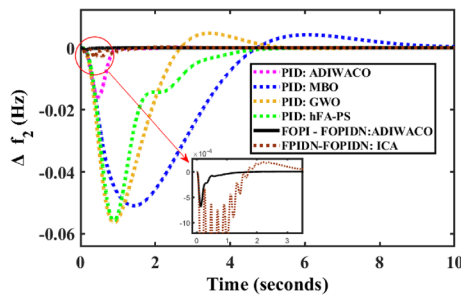 0
-0.02
-0.04
-0.06
Δ f2 (Hz)
PID: ADIWACO
PID: MBO
PID: GWO
PID: hFA-PS
FOPI - FOPIDN:ADIWACO
FPIDN-FOPIDN: ICA
0
-5
-10
0 1 2 3
0 2 4 6 8 10
Time (seconds)